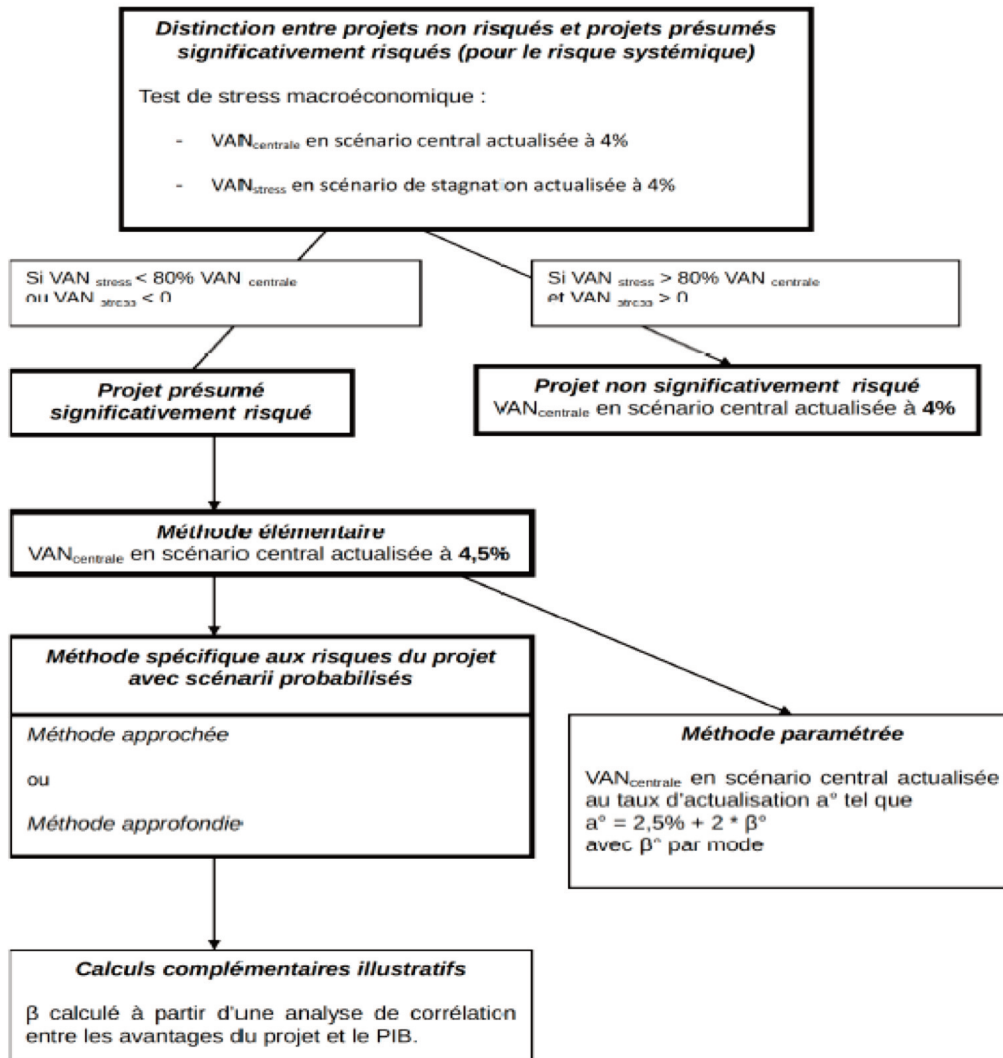 Distinction entre projets non risqués et projets présumés
significativement risqués (pour le risque systémique)
Test de stress macroéconomique :
- VANcentrale en scénario central actualisée à 4%
- VANstress en scénario de stagnation actualisée à 4%
Si VAN stress < 80% VAN centrale
ou VAN stress < 0
Si VAN stress > 80% VAN centrale
et VAN stress > 0
Projet présumé
significativement risqué
Projet non significativement risqué
VANcentrale en scénario central actualisée à 4%
Méthode élémentaire
VANcentrale en scénario central actualisée à 4,5%
Méthode spécifique aux risques du projet
avec scénarii probabilisés
Méthode approchée
ou
Méthode approfondie
Méthode paramétrée
VANcentrale en scénario central actualisée
au taux d'actualisation a° tel que
a° = 2,5% + 2 * β°
avec β° par mode
Calculs complémentaires illustratifs
β calculé à partir d'une analyse de corrélation
entre les avantages du projet et le PIB.